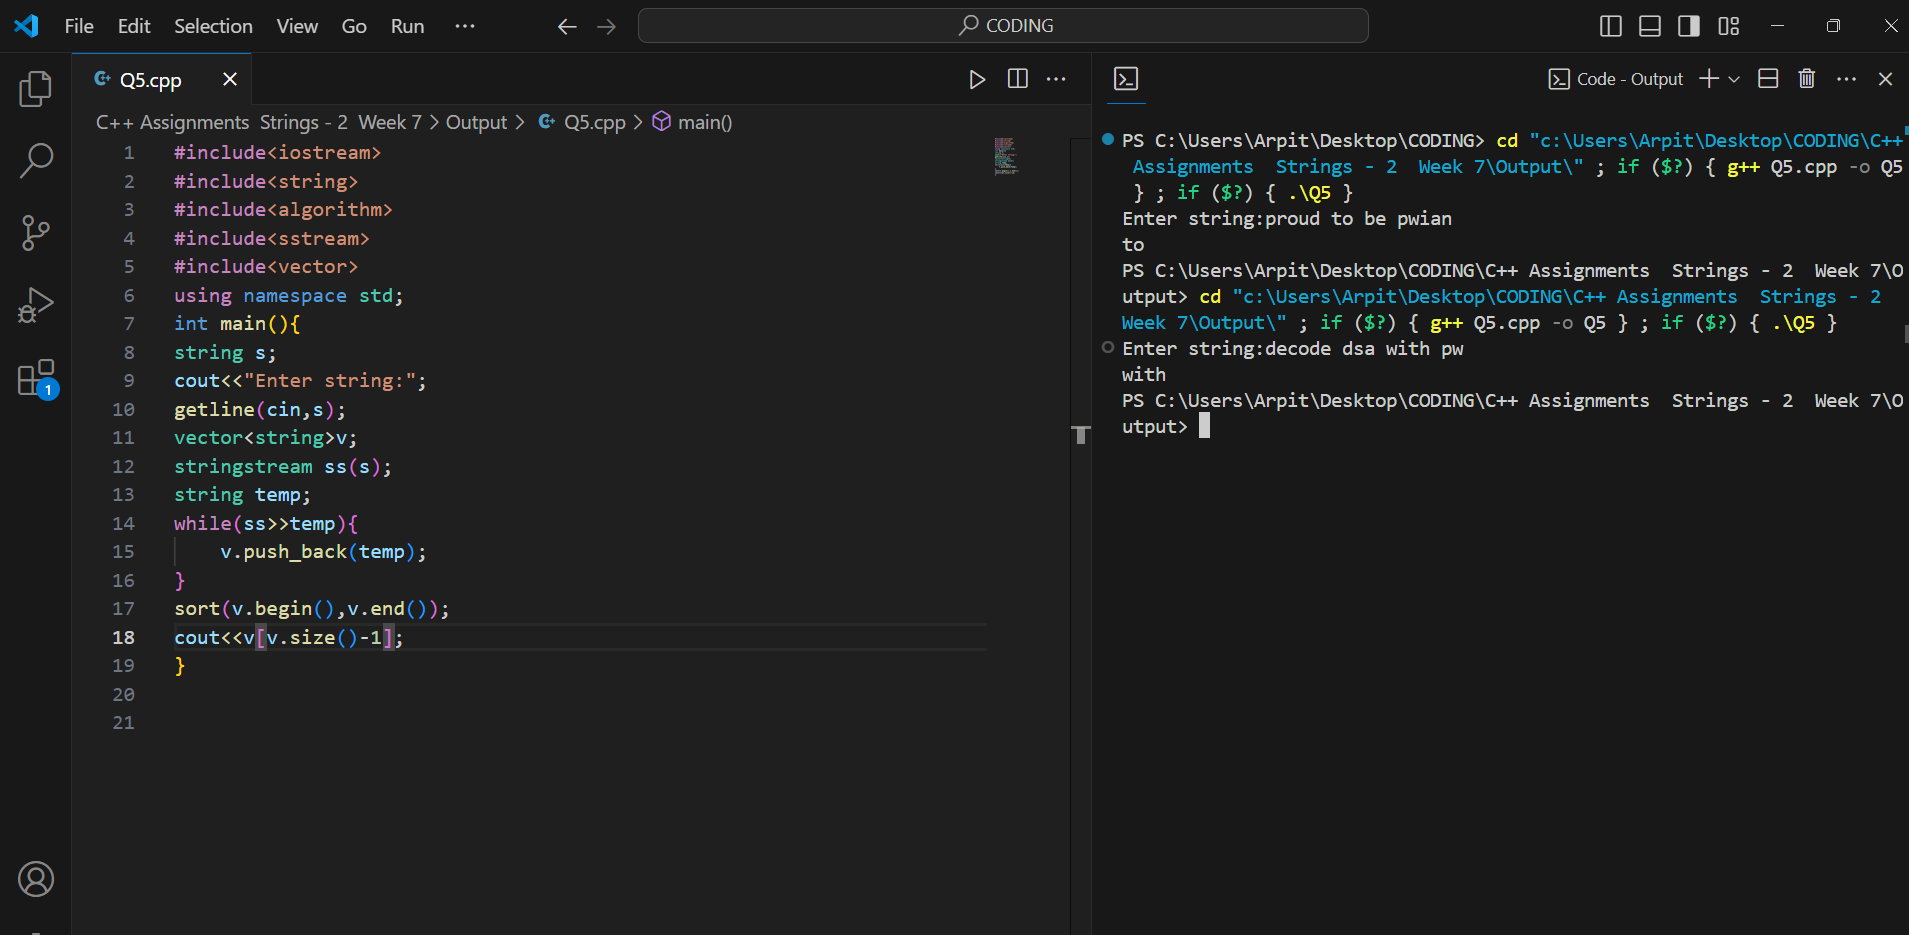 File Edit Selection View Go Run ··· CODING
Q5.cpp
C++ Assignments Strings - 2 Week 7 > Output > Q5.cpp > main()
1 #include<iostream>
2 #include<string>
3 #include<algorithm>
4 #include<sstream>
5 #include<vector>
6 using namespace std;
7 int main(){
8 string s;
9 cout<<"Enter string:";
10 getline(cin,s);
11 vector<string>v;
12 stringstream ss(s);
13 string temp;
14 while(ss>>temp){
15 v.push_back(temp);
16 }
17 sort(v.begin(),v.end());
18 cout<<v[v.size()-1];
19 }
20
21
1
Code - Output
PS C:\Users\Arpit\Desktop\CODING> cd "c:\Users\Arpit\Desktop\CODING\C++
Assignments  Strings - 2  Week 7\Output\" ; if ($?) { g++ Q5.cpp -o Q5
} ; if ($?) { .\Q5 }
Enter string:proud to be pwian
to
PS C:\Users\Arpit\Desktop\CODING\C++ Assignments  Strings - 2  Week 7\O
utput> cd "c:\Users\Arpit\Desktop\CODING\C++ Assignments  Strings - 2
Week 7\Output\" ; if ($?) { g++ Q5.cpp -o Q5 } ; if ($?) { .\Q5 }
Enter string:decode dsa with pw
with
PS C:\Users\Arpit\Desktop\CODING\C++ Assignments  Strings - 2  Week 7\O
utput>